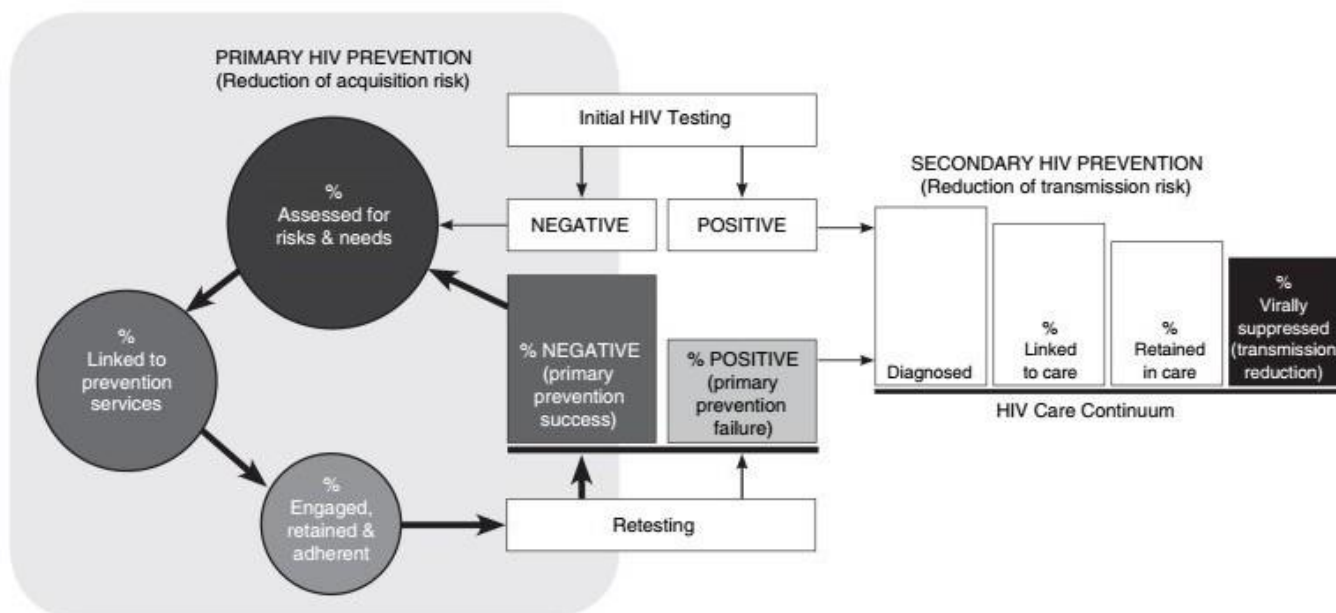 PRIMARY HIV PREVENTION
(Reduction of acquisition risk)
Initial HIV Testing
NEGATIVE
POSITIVE
%
Assessed for
risks & needs
%
Linked to
prevention
services
%
Engaged,
retained &
adherent
Retesting
% NEGATIVE
(primary
prevention
success)
% POSITIVE
(primary
prevention
failure)
SECONDARY HIV PREVENTION
(Reduction of transmission risk)
Diagnosed
%
Linked
to care
%
Retained
in care
%
Virally
suppressed
(transmission
reduction)
HIV Care Continuum